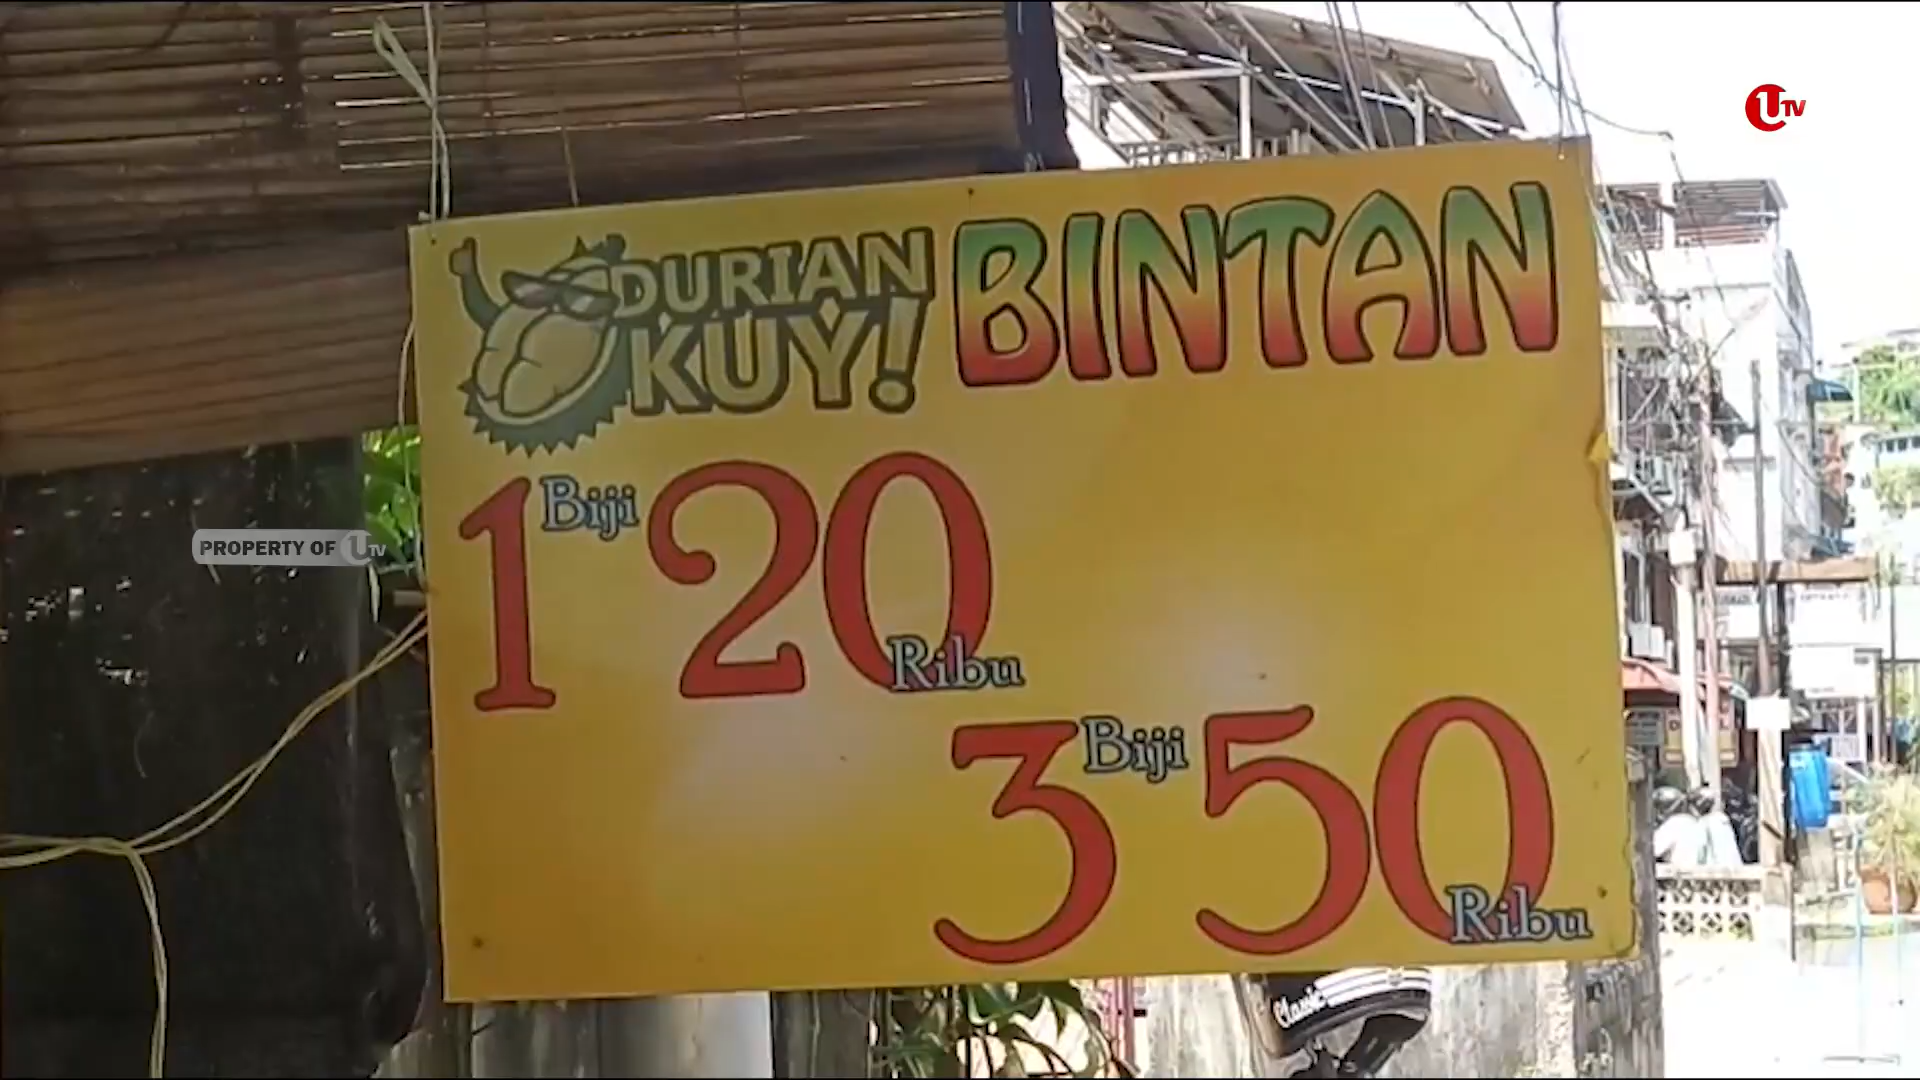 UTV
DURIAN
KUY!
BINTAN
1 Biji 20 Ribu
PROPERTY OF UTV
3 Biji 50 Ribu
Classic